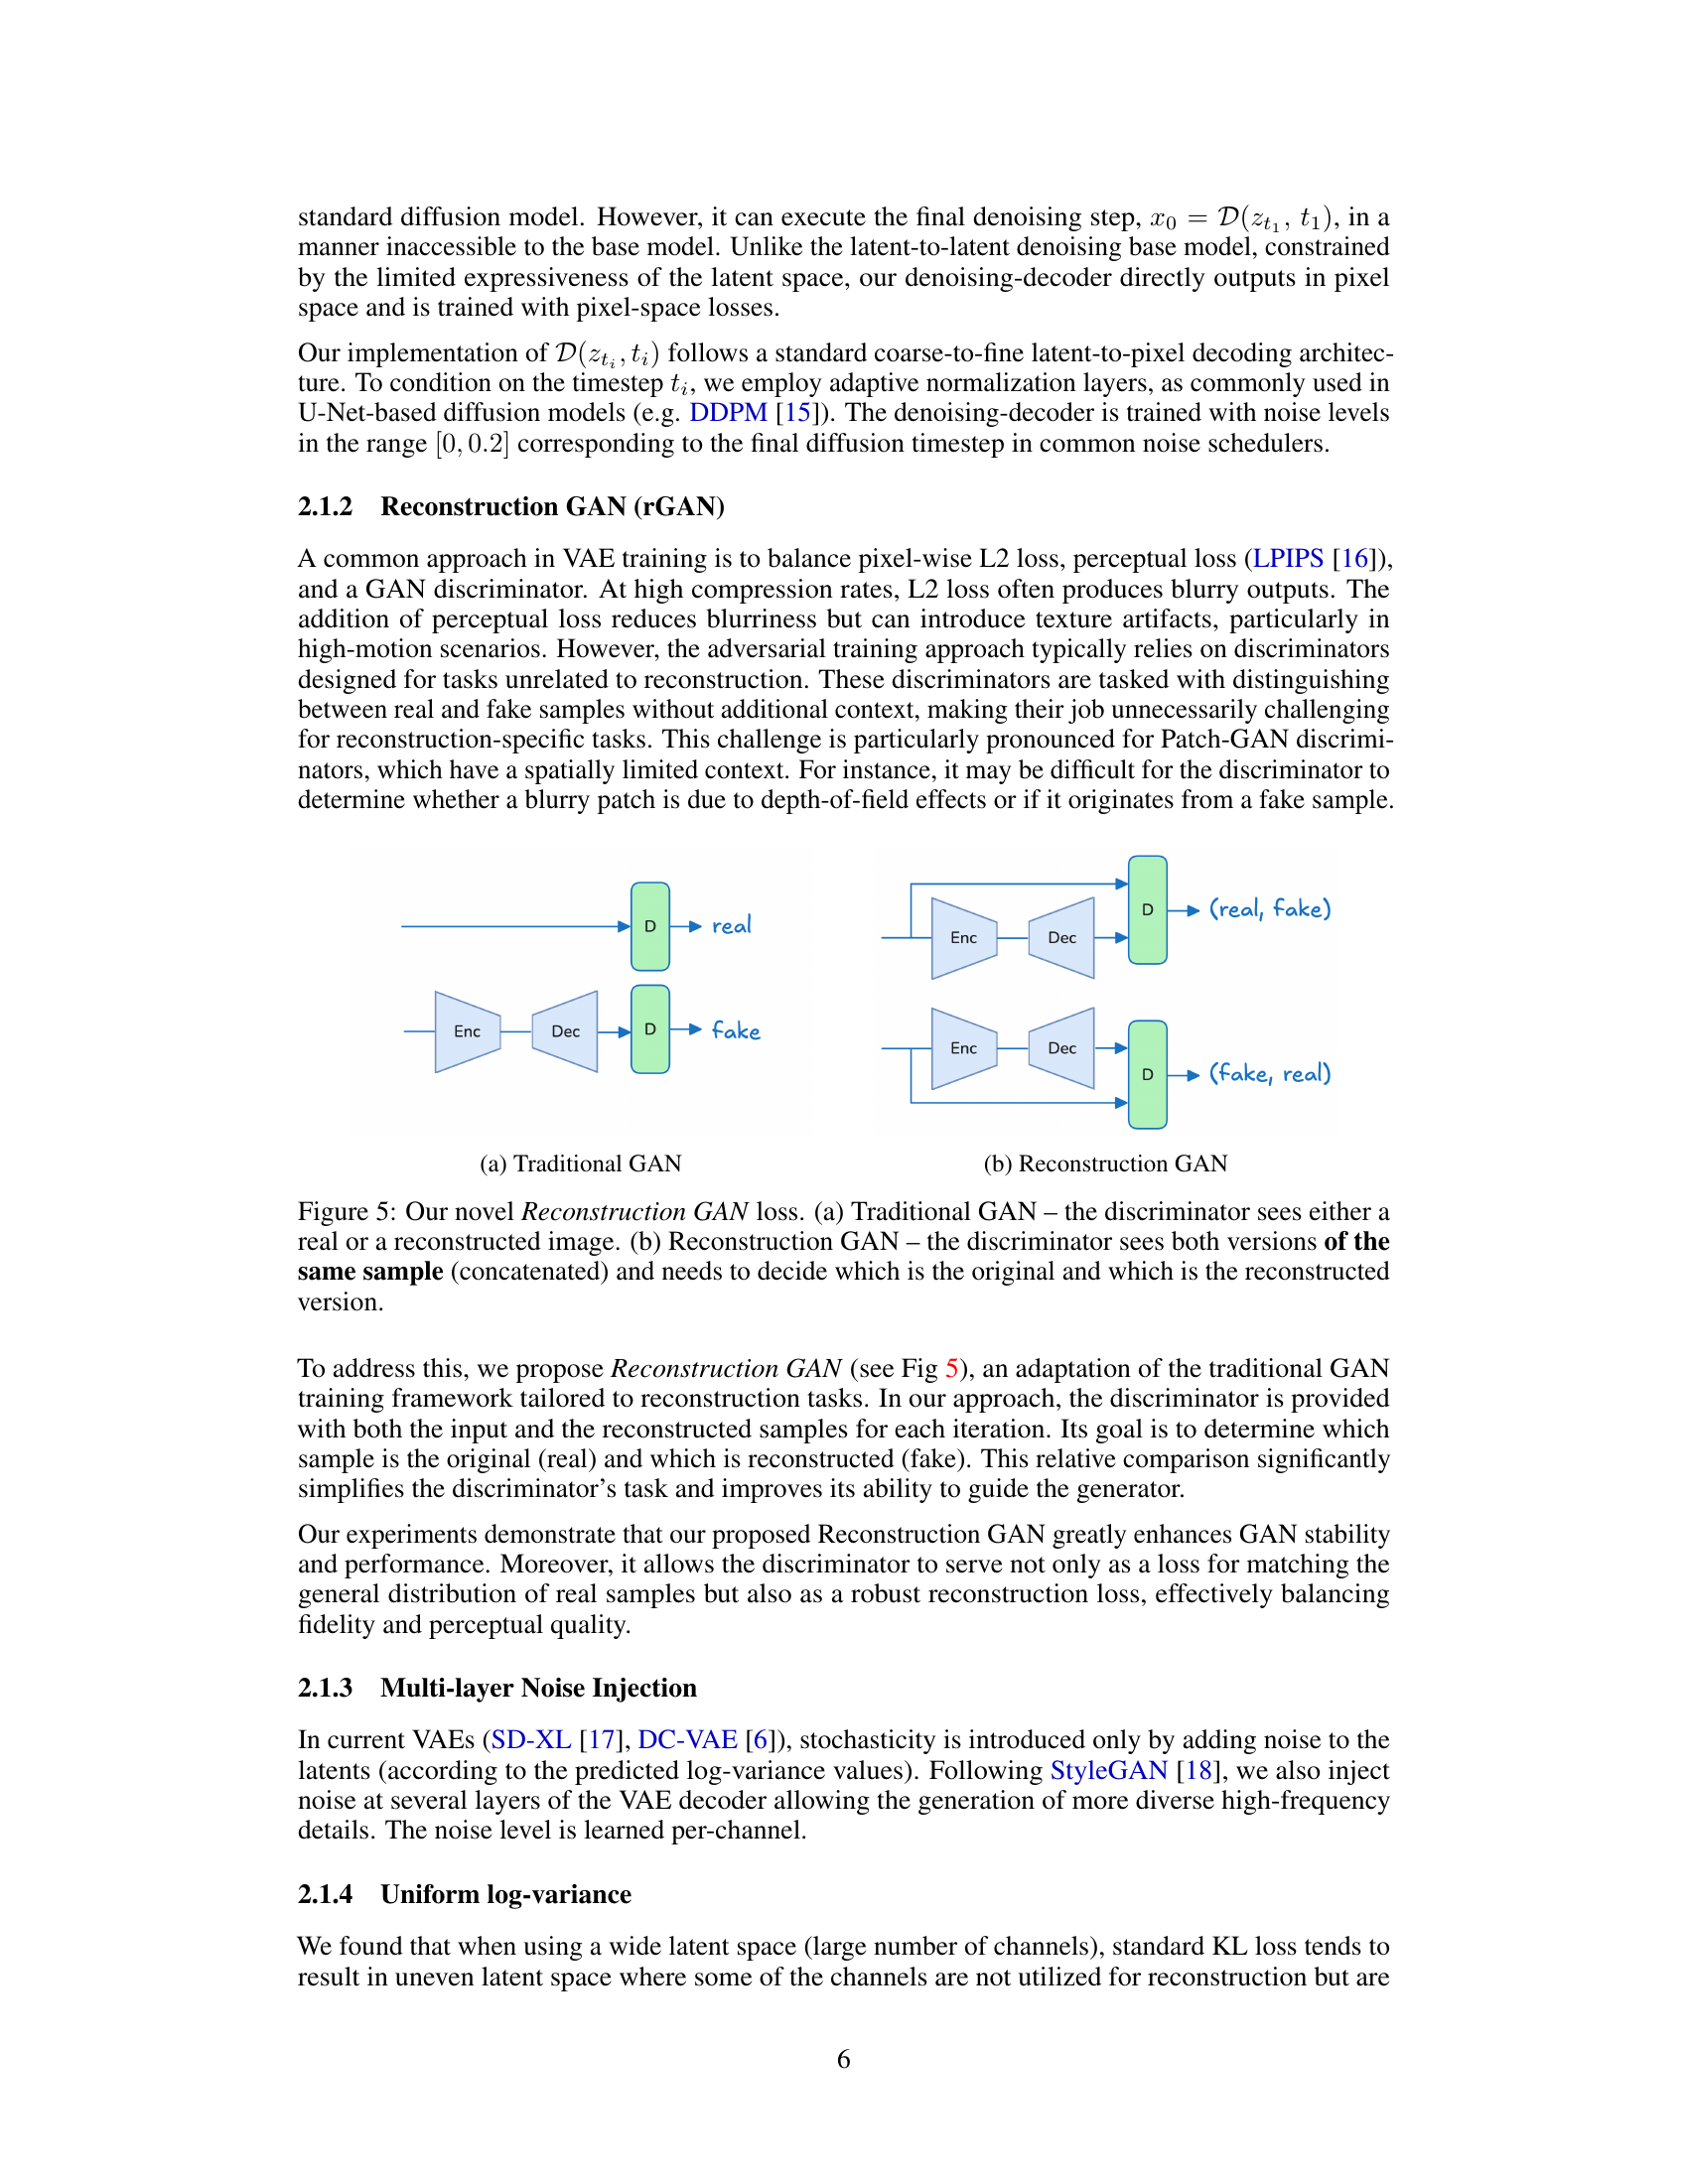 standard diffusion model. However, it can execute the final denoising step, x₀ = D(z_{t₁}, t₁), in a
manner inaccessible to the base model. Unlike the latent-to-latent denoising base model, constrained
by the limited expressiveness of the latent space, our denoising-decoder directly outputs in pixel
space and is trained with pixel-space losses.
Our implementation of D(z_{t_i}, t_i) follows a standard coarse-to-fine latent-to-pixel decoding architec-
ture. To condition on the timestep t_i, we employ adaptive normalization layers, as commonly used in
U-Net-based diffusion models (e.g. DDPM [15]). The denoising-decoder is trained with noise levels
in the range [0, 0.2] corresponding to the final diffusion timestep in common noise schedulers.
2.1.2 Reconstruction GAN (rGAN)
A common approach in VAE training is to balance pixel-wise L2 loss, perceptual loss (LPIPS [16]),
and a GAN discriminator. At high compression rates, L2 loss often produces blurry outputs. The
addition of perceptual loss reduces blurriness but can introduce texture artifacts, particularly in
high-motion scenarios. However, the adversarial training approach typically relies on discriminators
designed for tasks unrelated to reconstruction. These discriminators are tasked with distinguishing
between real and fake samples without additional context, making their job unnecessarily challenging
for reconstruction-specific tasks. This challenge is particularly pronounced for Patch-GAN discrimi-
nators, which have a spatially limited context. For instance, it may be difficult for the discriminator to
determine whether a blurry patch is due to depth-of-field effects or if it originates from a fake sample.
D real
Enc Dec D fake
(a) Traditional GAN
Enc Dec D (real, fake)
Enc Dec D (fake, real)
(b) Reconstruction GAN
Figure 5: Our novel Reconstruction GAN loss. (a) Traditional GAN – the discriminator sees either a
real or a reconstructed image. (b) Reconstruction GAN – the discriminator sees both versions of the
same sample (concatenated) and needs to decide which is the original and which is the reconstructed
version.
To address this, we propose Reconstruction GAN (see Fig 5), an adaptation of the traditional GAN
training framework tailored to reconstruction tasks. In our approach, the discriminator is provided
with both the input and the reconstructed samples for each iteration. Its goal is to determine which
sample is the original (real) and which is reconstructed (fake). This relative comparison significantly
simplifies the discriminator's task and improves its ability to guide the generator.
Our experiments demonstrate that our proposed Reconstruction GAN greatly enhances GAN stability
and performance. Moreover, it allows the discriminator to serve not only as a loss for matching the
general distribution of real samples but also as a robust reconstruction loss, effectively balancing
fidelity and perceptual quality.
2.1.3 Multi-layer Noise Injection
In current VAEs (SD-XL [17], DC-VAE [6]), stochasticity is introduced only by adding noise to the
latents (according to the predicted log-variance values). Following StyleGAN [18], we also inject
noise at several layers of the VAE decoder allowing the generation of more diverse high-frequency
details. The noise level is learned per-channel.
2.1.4 Uniform log-variance
We found that when using a wide latent space (large number of channels), standard KL loss tends to
result in uneven latent space where some of the channels are not utilized for reconstruction but are
6